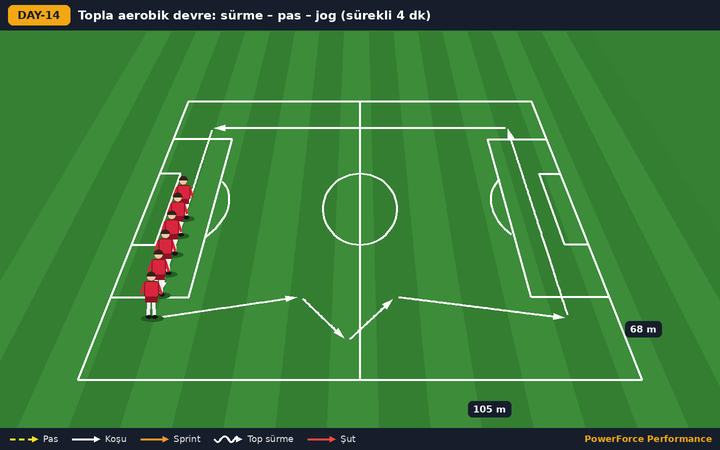 DAY-14
Topla aerobik devre: sürme – pas – jog (sürekli 4 dk)
68 m
105 m
Pas
Koşu
Sprint
Top sürme
Şut
PowerForce Performance